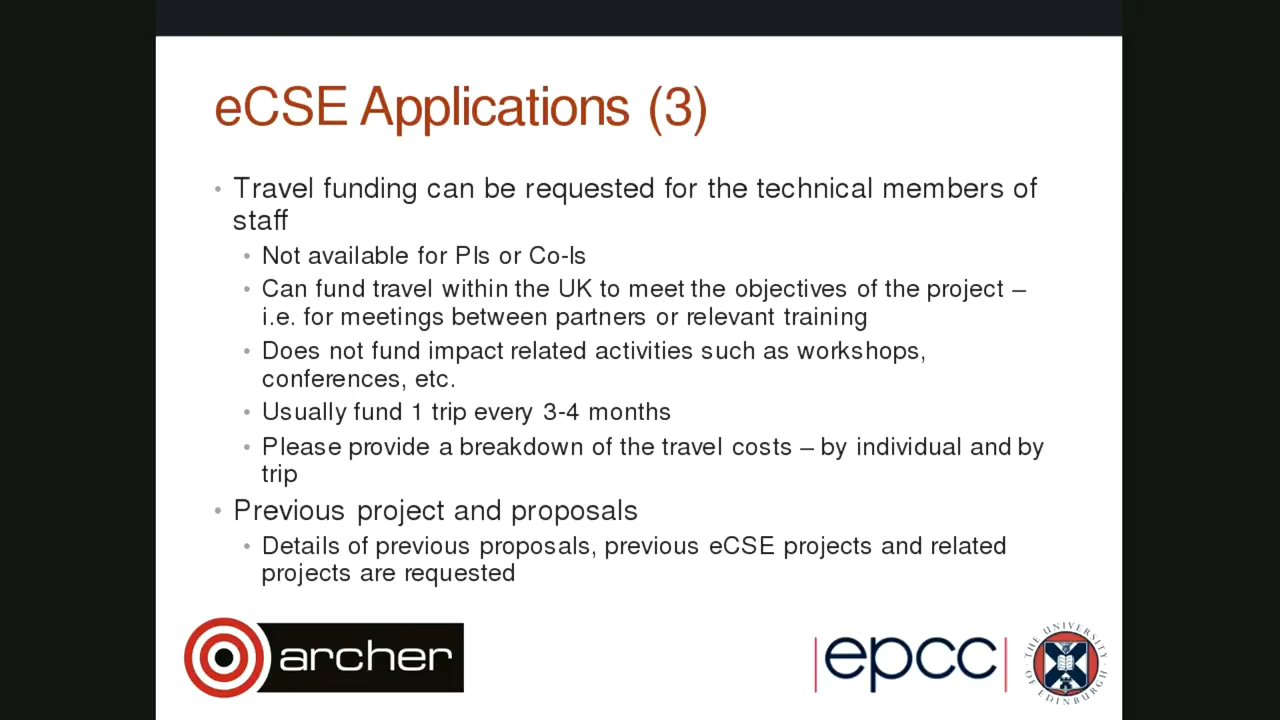 eCSE Applications (3)
• Travel funding can be requested for the technical members of
staff
• Not available for PIs or Co-Is
• Can fund travel within the UK to meet the objectives of the project –
i.e. for meetings between partners or relevant training
• Does not fund impact related activities such as workshops,
conferences, etc.
• Usually fund 1 trip every 3-4 months
• Please provide a breakdown of the travel costs – by individual and by
trip
• Previous project and proposals
• Details of previous proposals, previous eCSE projects and related
projects are requested
archer
epcc
THE UNIVERSITY
OF EDINBURGH